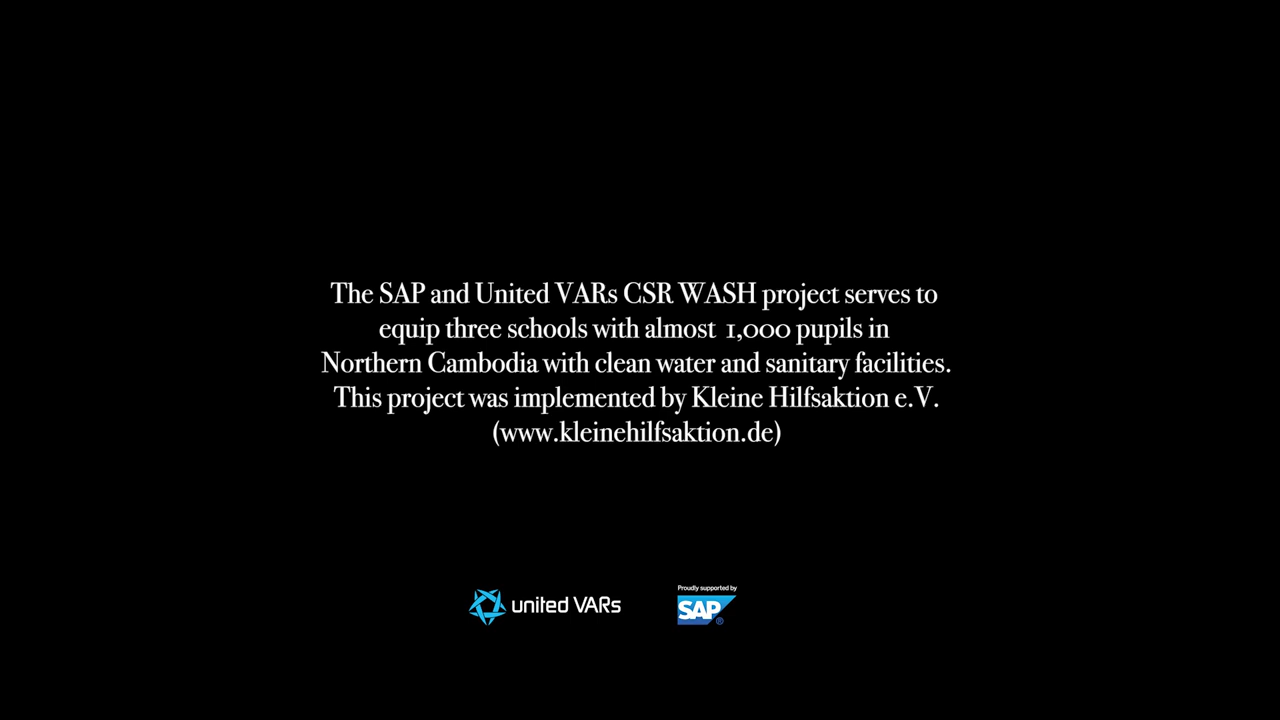 The SAP and United VARs CSR WASH project serves to
equip three schools with almost 1,000 pupils in
Northern Cambodia with clean water and sanitary facilities.
This project was implemented by Kleine Hilfsaktion e.V.
(www.kleinehilfsaktion.de)
united VARs
Proudly supported by
SAP®